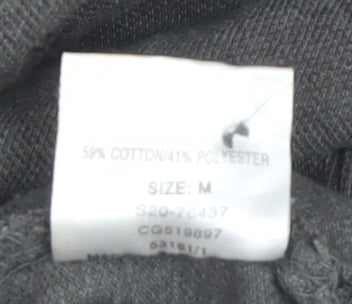 59% COTTON/41% POLYESTER
SIZE: M
S20-76437
CG519897
53161/1